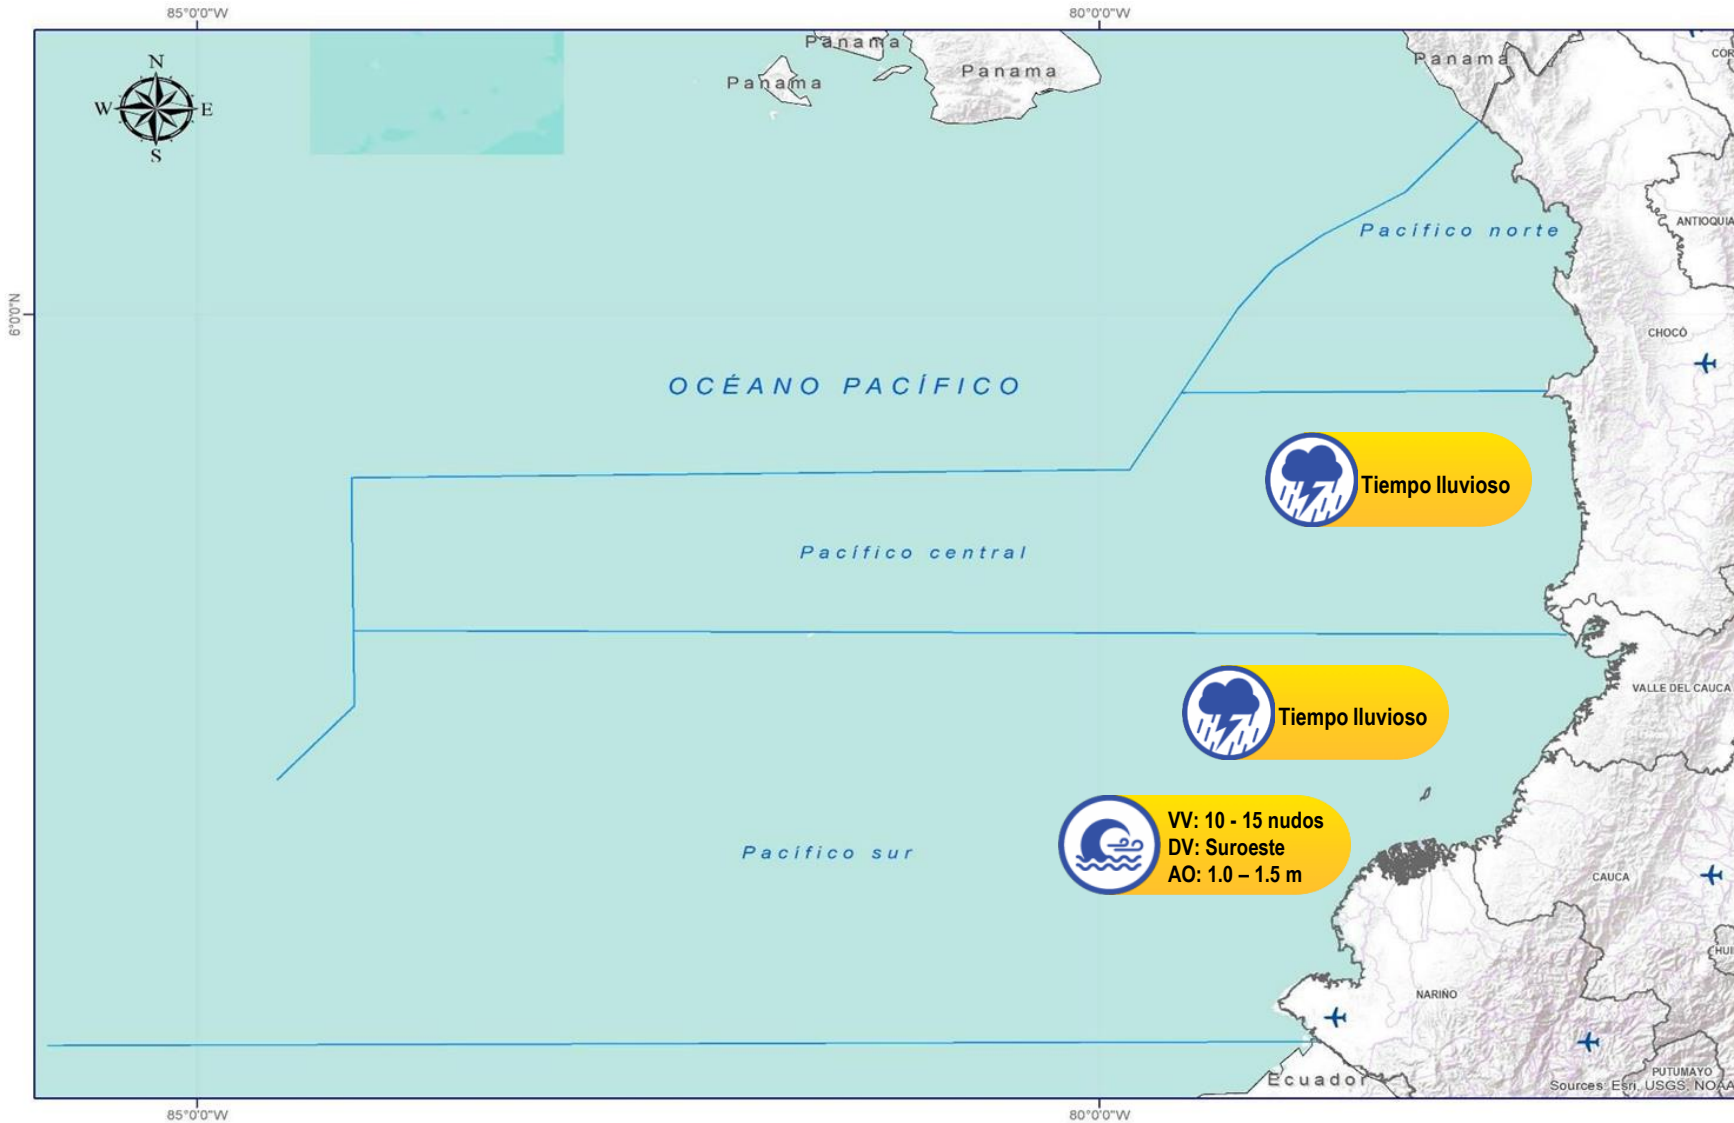 85°0'0"W
80°0'0"W
Panama
Panama
Panama
Panama
N
W
E
S
ANTIOQUIA
Pacífico norte
6°0'0"N
CHOCÓ
OCÉANO PACÍFICO
Tiempo lluvioso
Pacífico central
VALLE DEL CAUCA
Tiempo lluvioso
VV: 10 - 15 nudos
DV: Suroeste
AO: 1.0 – 1.5 m
Pacífico sur
CAUCA
HUI
NARIÑO
PUTUMAYO
Ecuador
Sources: Esri, USGS, NOAA
85°0'0"W
80°0'0"W